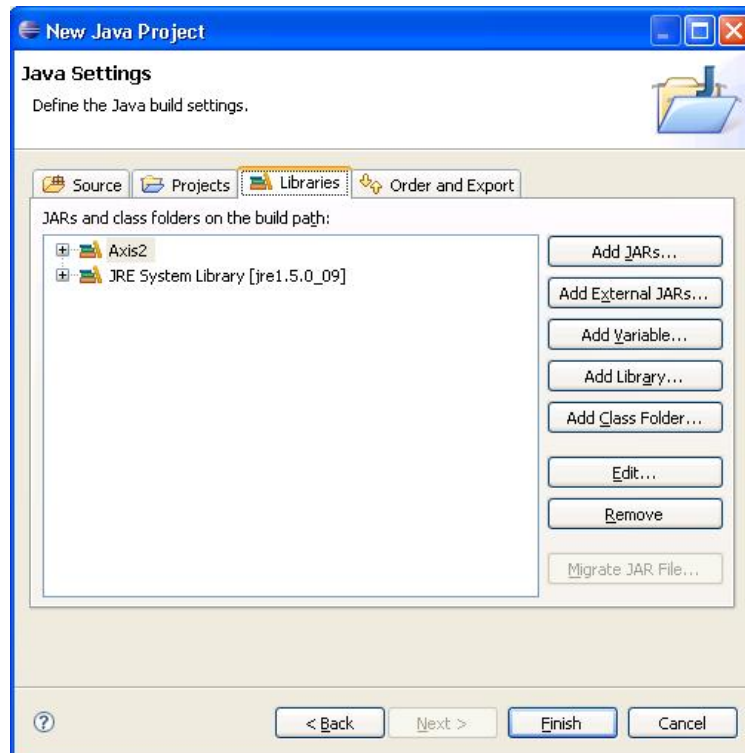 New Java Project
Java Settings
Define the Java build settings.
Source Projects Libraries Order and Export
JARs and class folders on the build path:
Axis2
JRE System Library [jre1.5.0_09]
Add JARs...
Add External JARs...
Add Variable...
Add Library...
Add Class Folder...
Edit...
Remove
Migrate JAR File...
? < Back Next > Finish Cancel